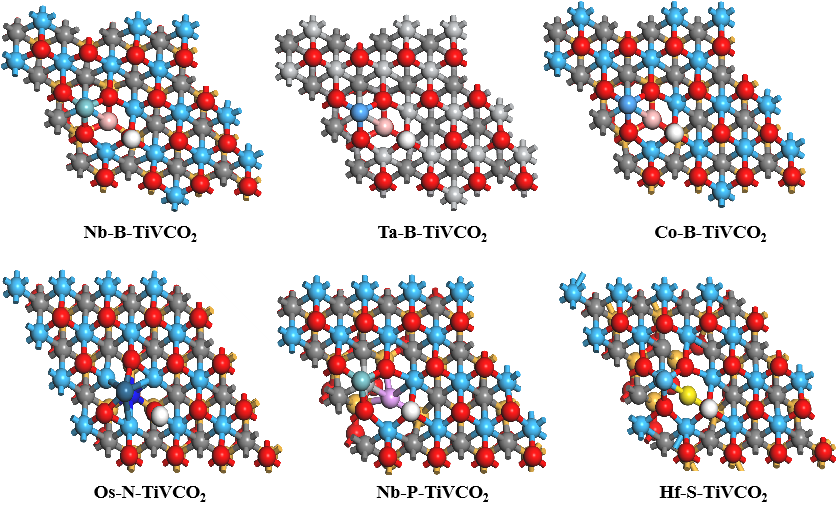 Nb-B-TiVCO₂
Ta-B-TiVCO₂
Co-B-TiVCO₂
Os-N-TiVCO₂
Nb-P-TiVCO₂
Hf-S-TiVCO₂